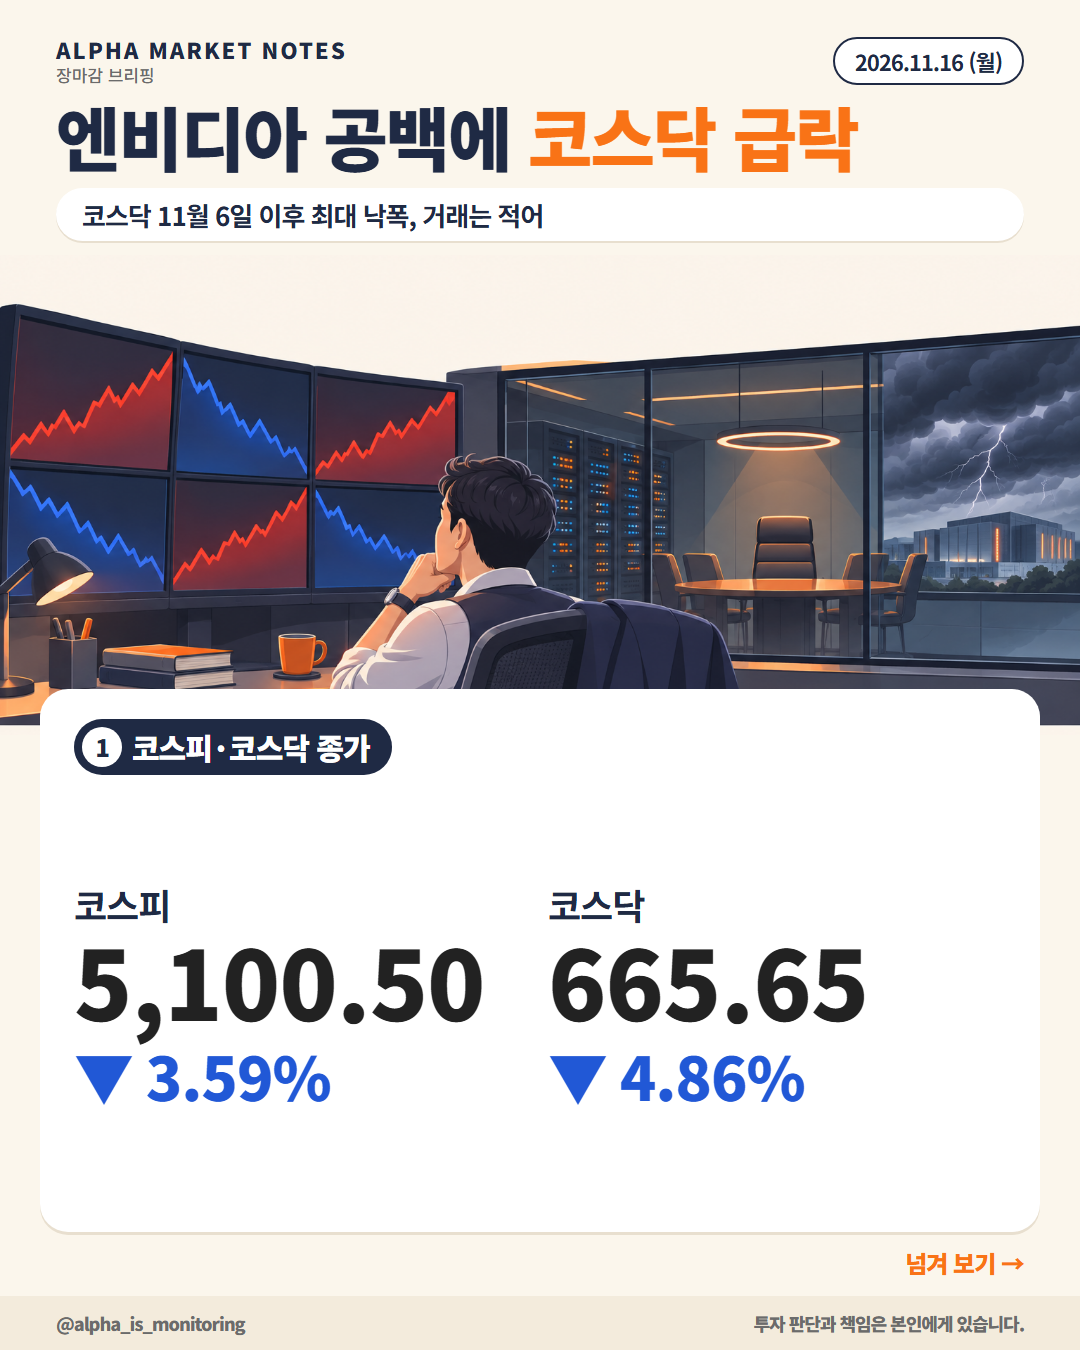 ALPHA MARKET NOTES
장마감 브리핑
2026.11.16 (월)
엔비디아 공백에 코스닥 급락
코스닥 11월 6일 이후 최대 낙폭, 거래는 적어
1 코스피·코스닥 종가
코스피
5,100.50
▼ 3.59%
코스닥
665.65
▼ 4.86%
넘겨 보기 →
@alpha_is_monitoring
투자 판단과 책임은 본인에게 있습니다.